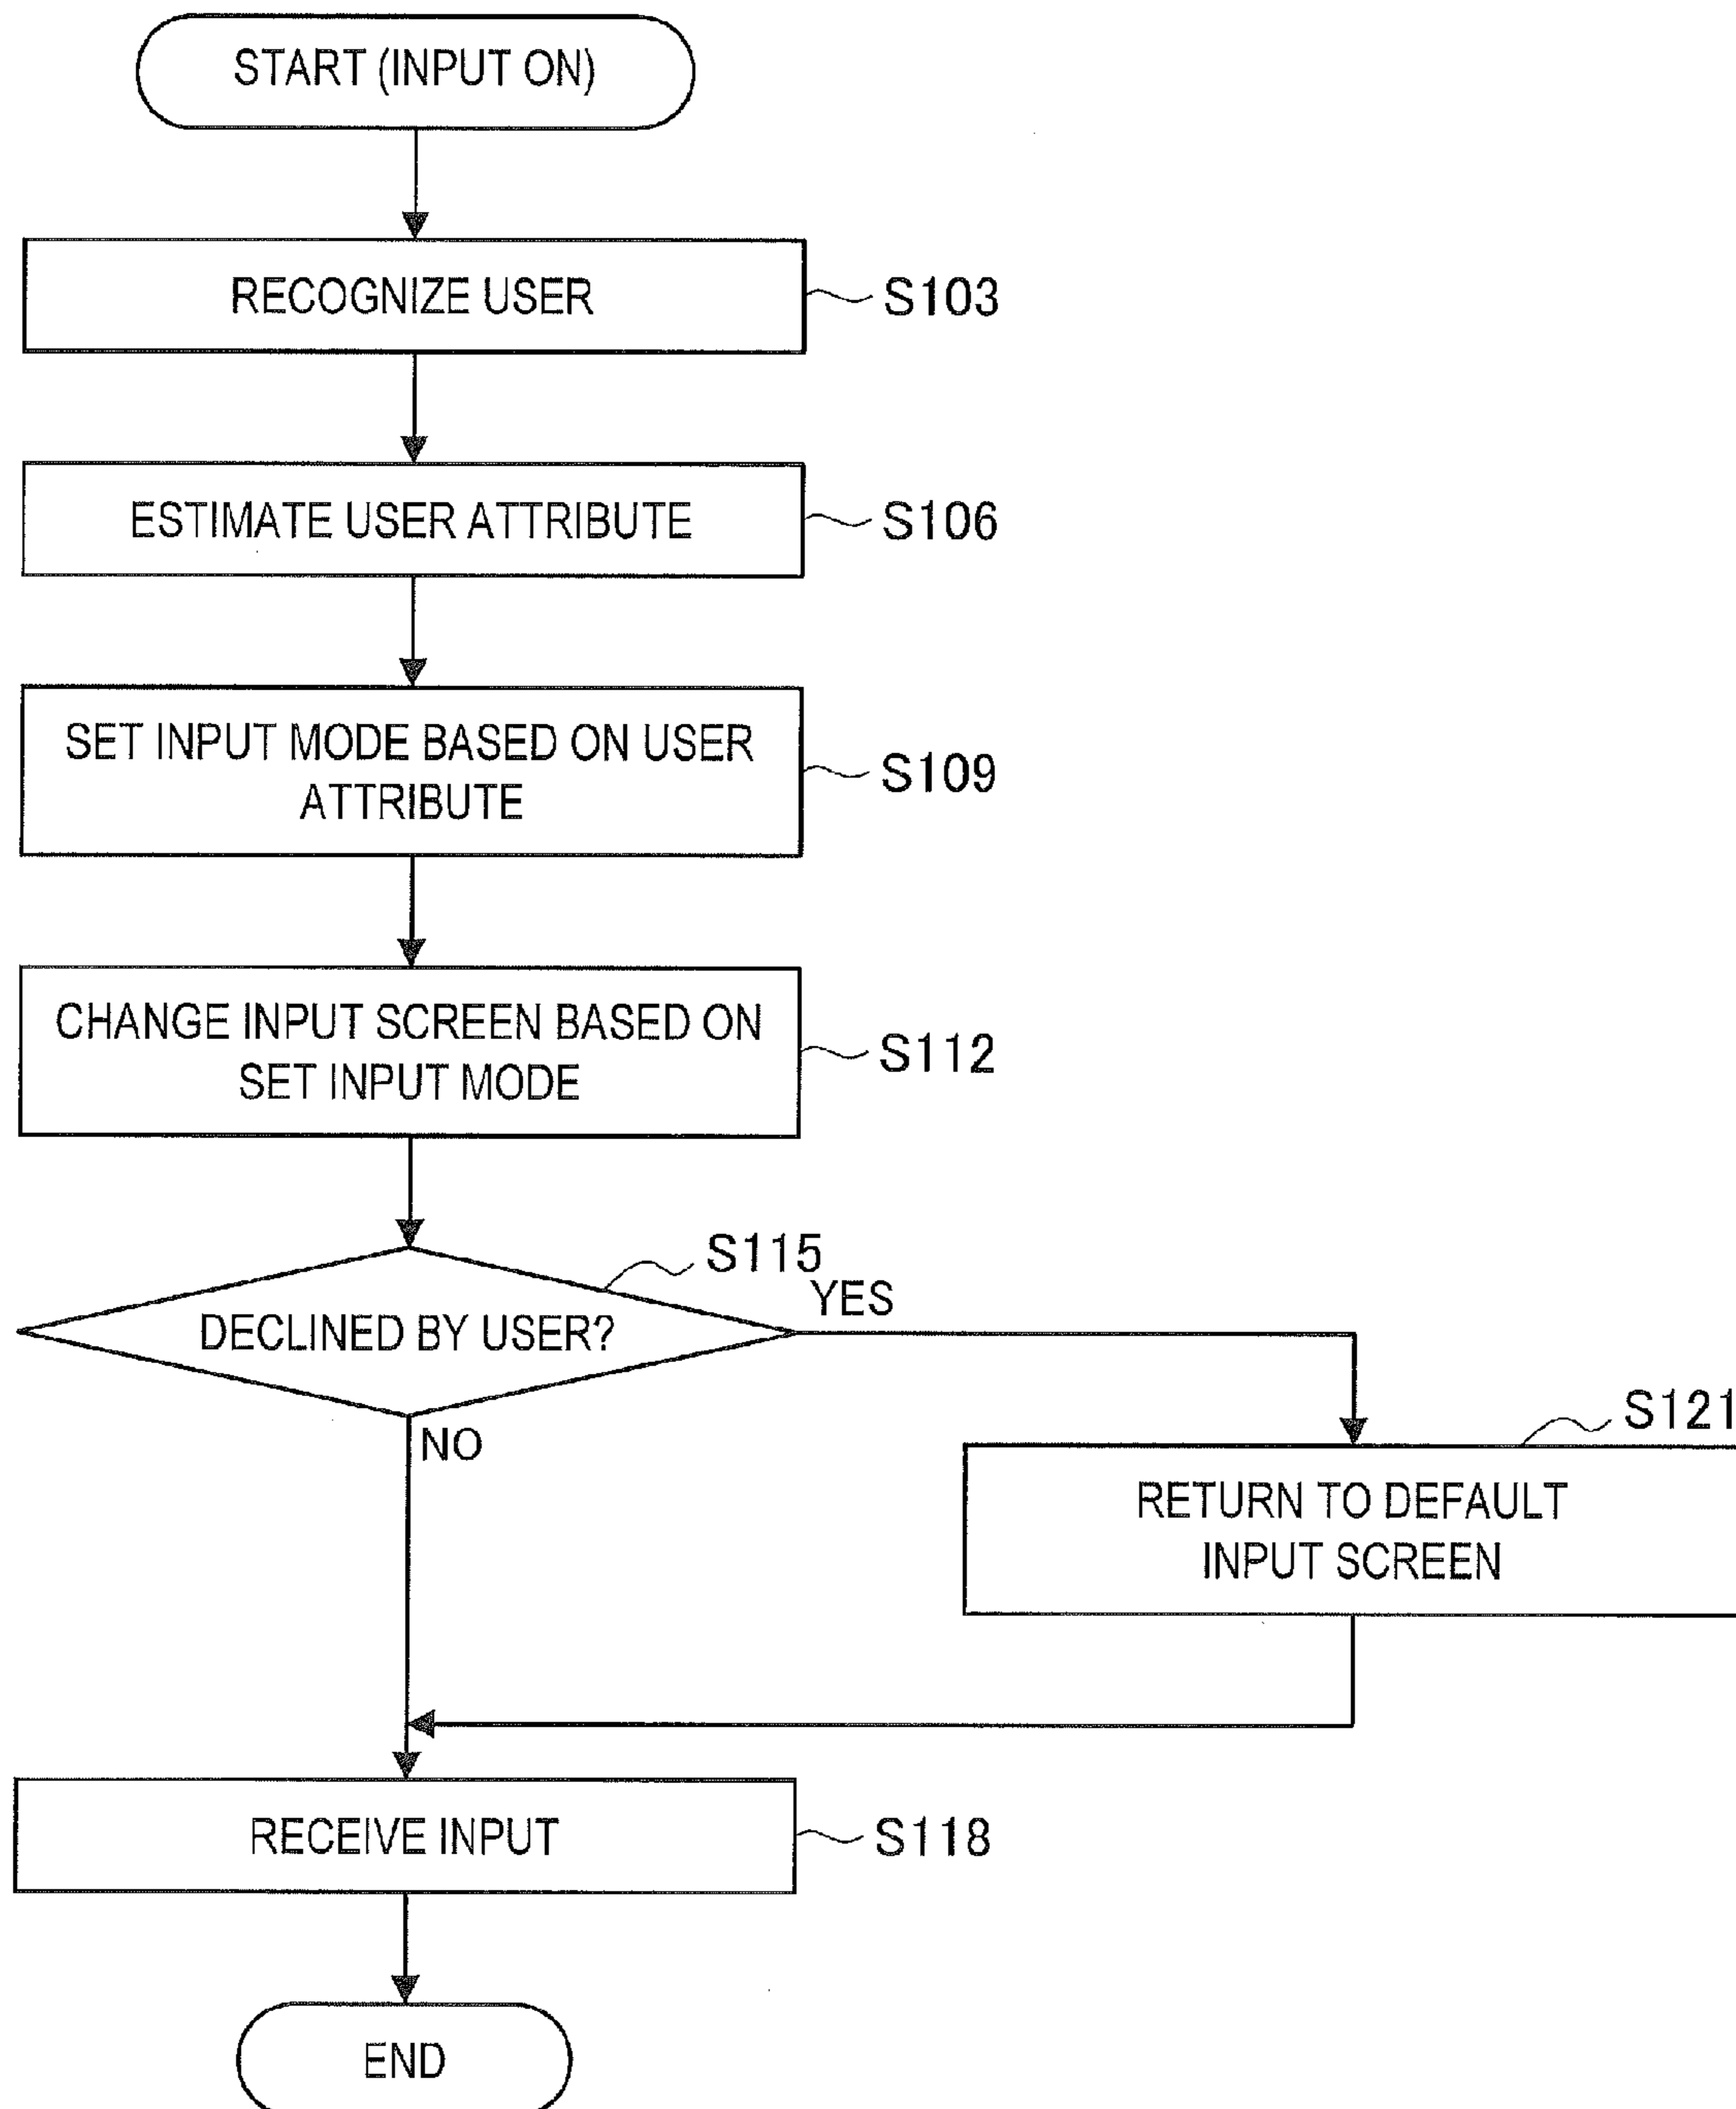 START (INPUT ON)
RECOGNIZE USER
S103
ESTIMATE USER ATTRIBUTE
S106
SET INPUT MODE BASED ON USER
ATTRIBUTE
S109
CHANGE INPUT SCREEN BASED ON
SET INPUT MODE
S112
S115
DECLINED BY USER?
YES
NO
S121
RETURN TO DEFAULT
INPUT SCREEN
RECEIVE INPUT
S118
END